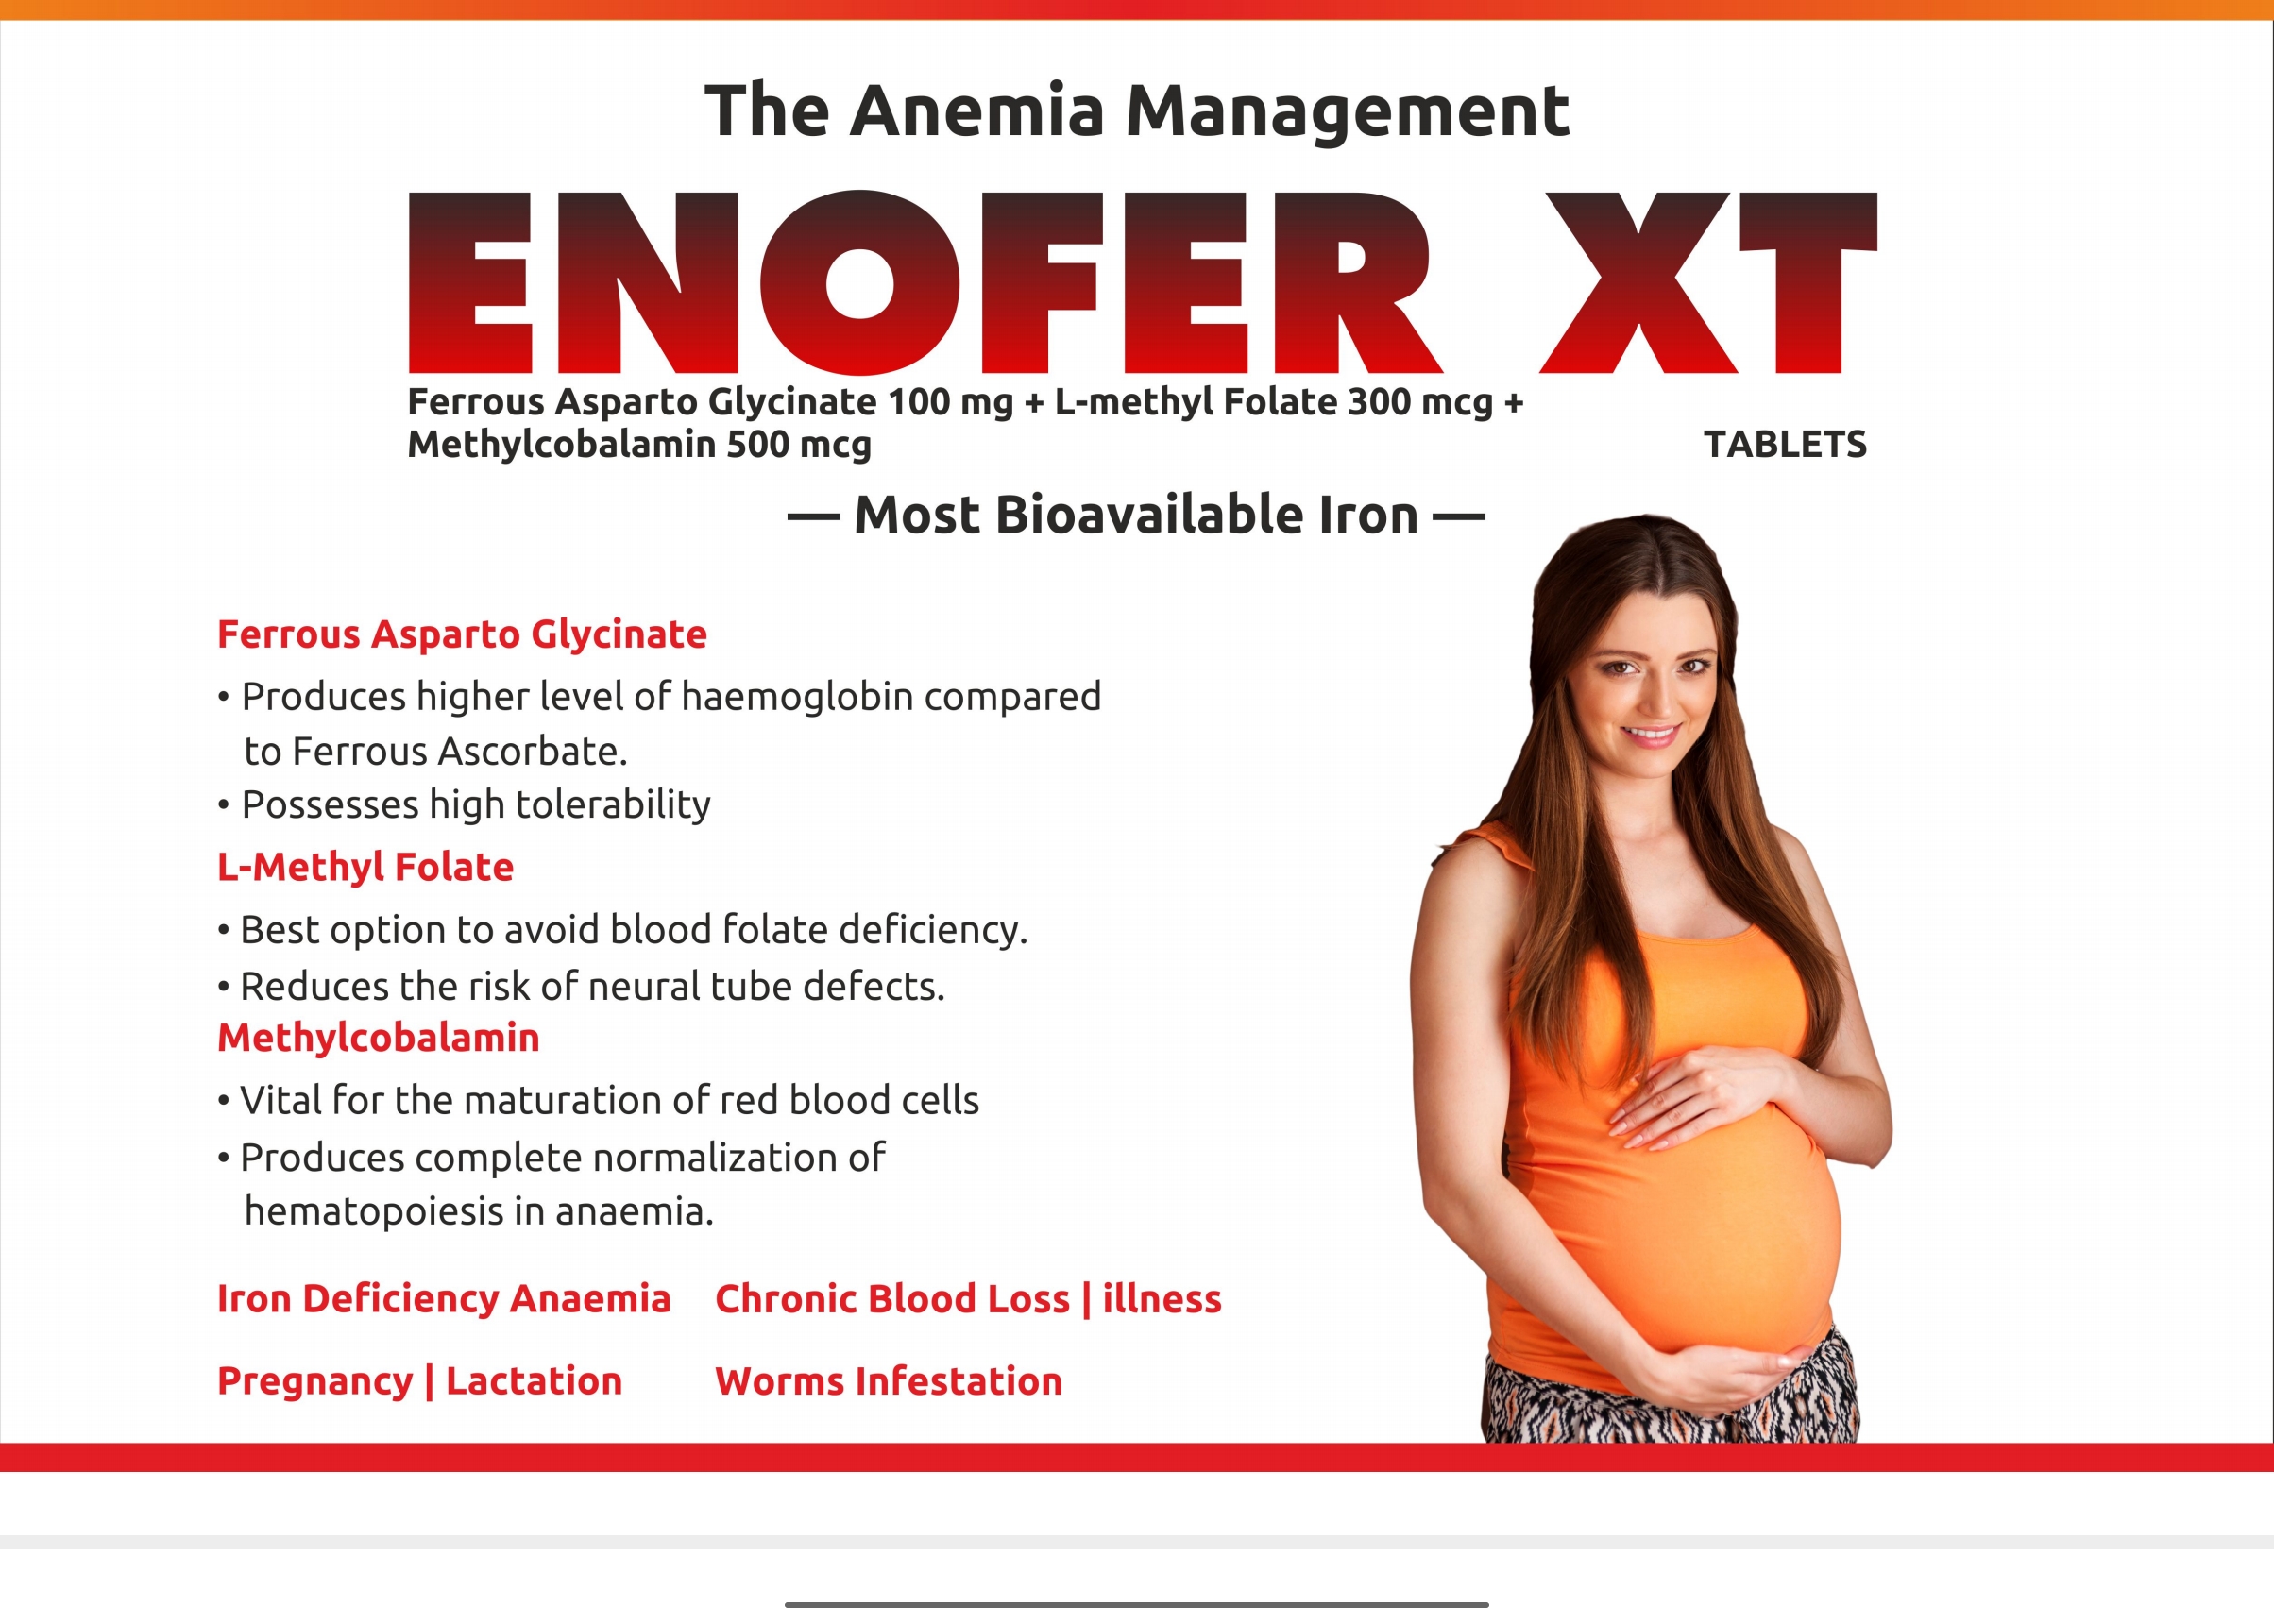 The Anemia Management
ENOFER XT
Ferrous Asparto Glycinate 100 mg + L-methyl Folate 300 mcg +
Methylcobalamin 500 mcg
TABLETS
— Most Bioavailable Iron —
Ferrous Asparto Glycinate
• Produces higher level of haemoglobin compared
to Ferrous Ascorbate.
• Possesses high tolerability
L-Methyl Folate
• Best option to avoid blood folate deficiency.
• Reduces the risk of neural tube defects.
Methylcobalamin
• Vital for the maturation of red blood cells
• Produces complete normalization of
hematopoiesis in anaemia.
Iron Deficiency Anaemia
Chronic Blood Loss | illness
Pregnancy | Lactation
Worms Infestation